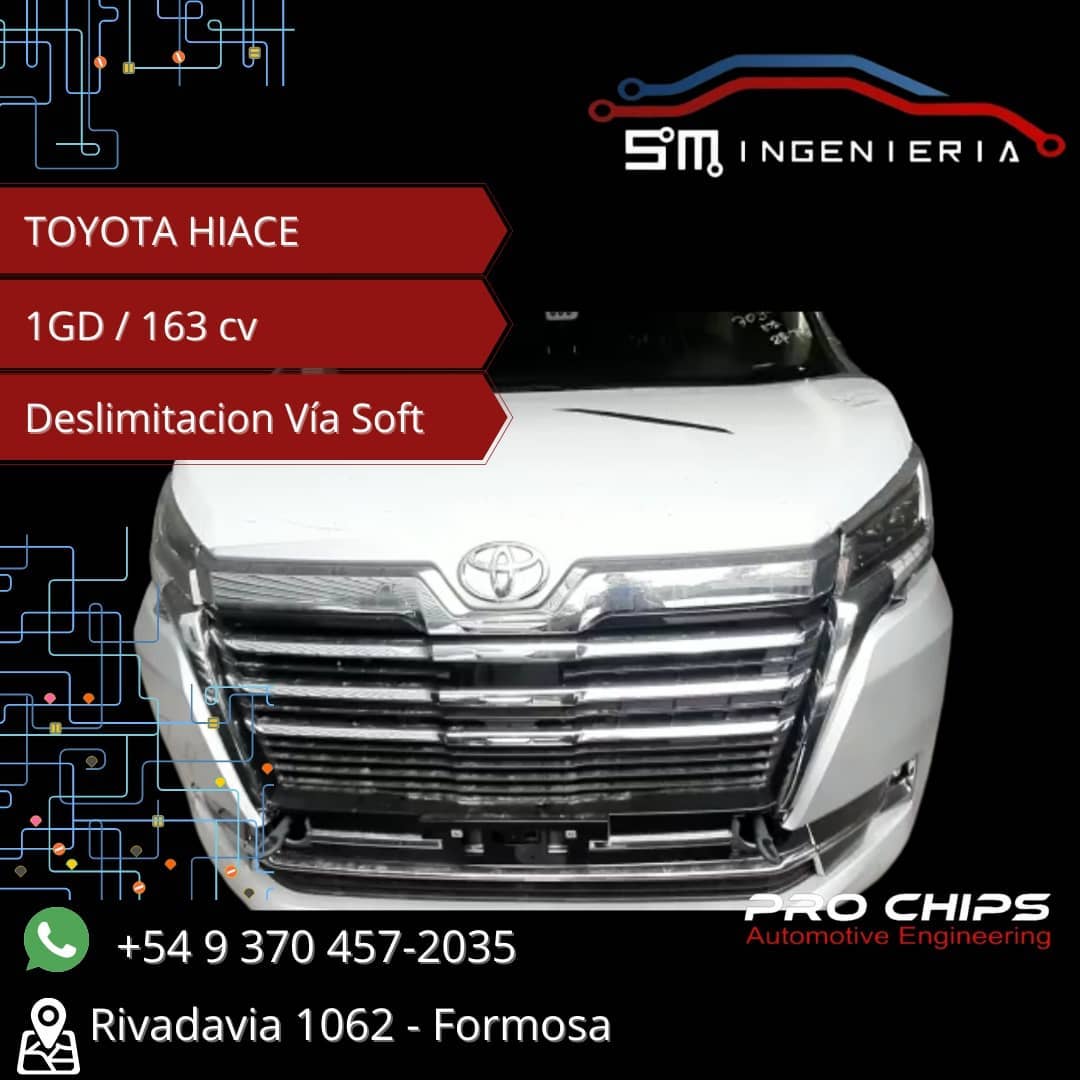 SM INGENIERIA
TOYOTA HIACE
1GD / 163 cv
Deslimitacion Vía Soft
PRO CHIPS
Automotive Engineering
+54 9 370 457-2035
Rivadavia 1062 - Formosa